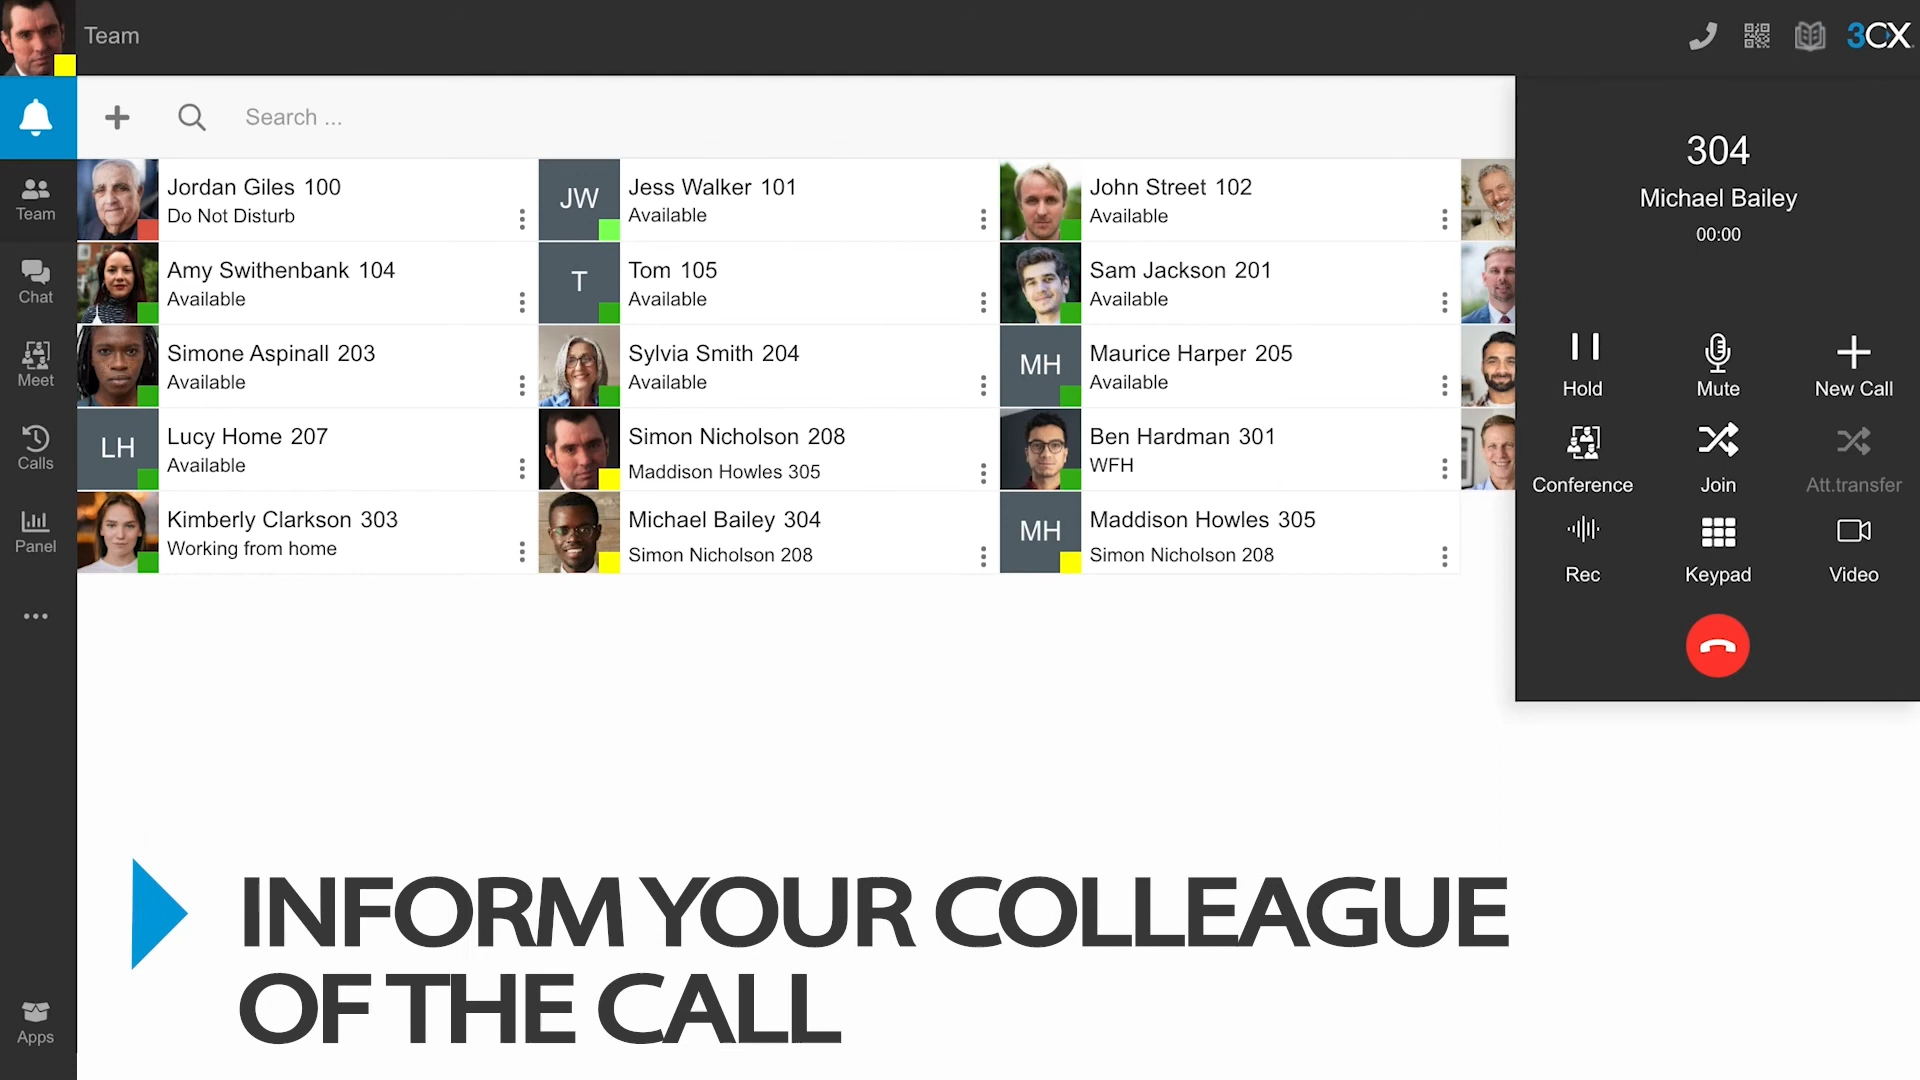 Team
3CX
Search ...
Jordan Giles 100
Do Not Disturb
JW
Jess Walker 101
Available
John Street 102
Available
Amy Swithenbank 104
Available
T
Tom 105
Available
Sam Jackson 201
Available
Simone Aspinall 203
Available
Sylvia Smith 204
Available
MH
Maurice Harper 205
Available
LH
Lucy Home 207
Available
Simon Nicholson 208
Maddison Howles 305
Ben Hardman 301
WFH
Kimberly Clarkson 303
Working from home
Michael Bailey 304
Simon Nicholson 208
MH
Maddison Howles 305
Simon Nicholson 208
Team
Chat
Meet
Calls
Panel
Apps
304
Michael Bailey
00:00
Hold
Mute
New Call
Conference
Join
Att.transfer
Rec
Keypad
Video
INFORM YOUR COLLEAGUE
OF THE CALL